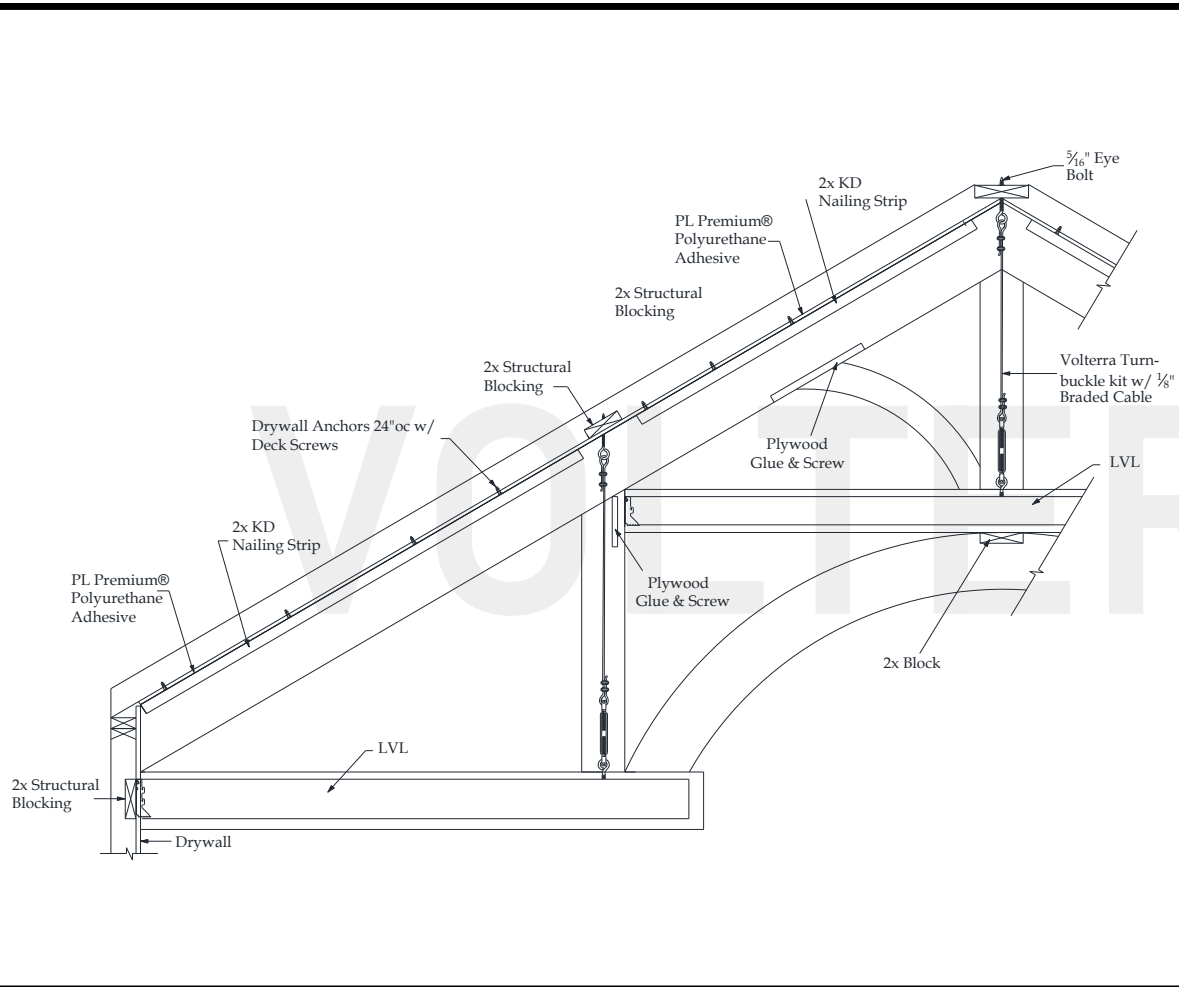 5⁄16" Eye
Bolt
2x KD
Nailing Strip
PL Premium®
Polyurethane
Adhesive
2x Structural
Blocking
2x Structural
Blocking
Volterra Turn-
buckle kit w/ 1⁄8"
Braded Cable
Drywall Anchors 24"oc w/
Deck Screws
Plywood
Glue & Screw
LVL
2x KD
Nailing Strip
PL Premium®
Polyurethane
Adhesive
Plywood
Glue & Screw
2x Block
LVL
2x Structural
Blocking
Drywall
VOLTER